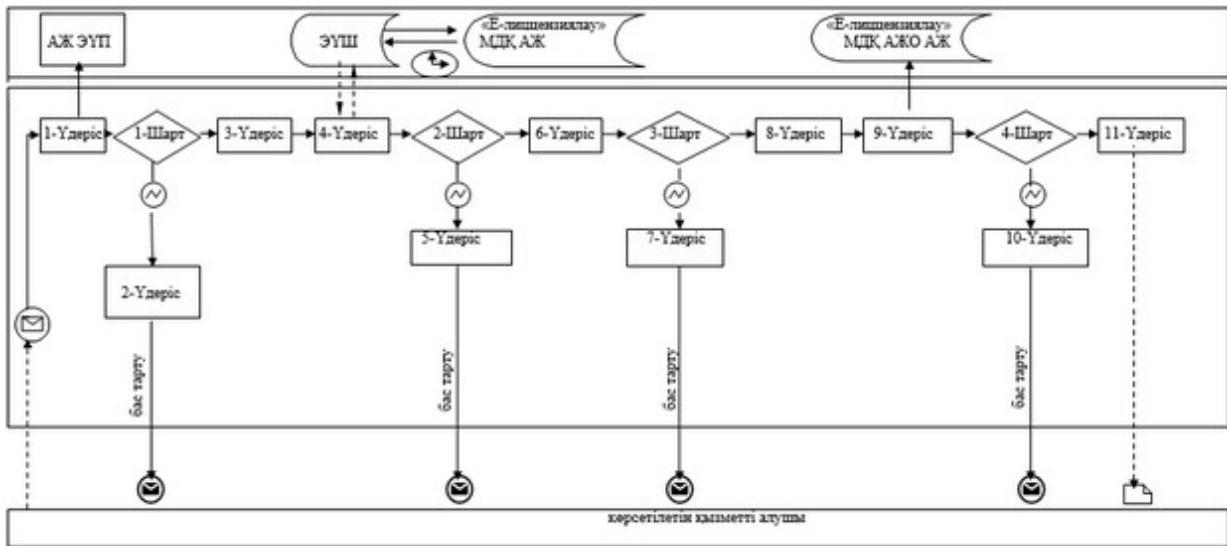 АЖ ЭҮП
ЭҮШ
«Е-лицензиялау»
МДҚ АЖ
«Е-лицензиялау»
МДҚ АЖО АЖ
1-Үдеріс
1-Шарт
3-Үдеріс
4-Үдеріс
2-Шарт
6-Үдеріс
3-Шарт
8-Үдеріс
9-Үдеріс
4-Шарт
11-Үдеріс
2-Үдеріс
5-Үдеріс
7-Үдеріс
10-Үдеріс
бас тарту
бас тарту
бас тарту
бас тарту
көрсетілетін қызметті алушы